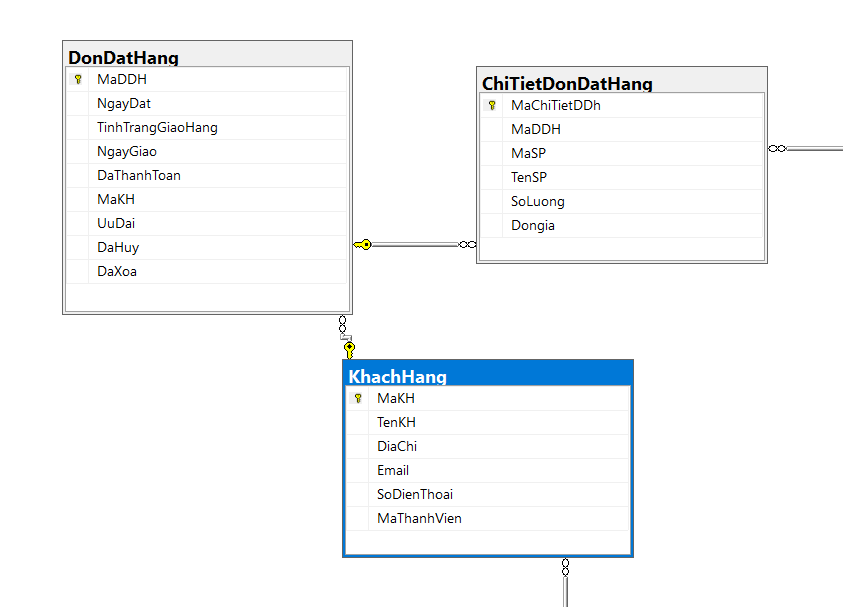 DonDatHang
MaDDH
NgayDat
TinhTrangGiaoHang
NgayGiao
DaThanhToan
MaKH
UuDai
DaHuy
DaXoa
ChiTietDonDatHang
MaChiTietDDh
MaDDH
MaSP
TenSP
SoLuong
Dongia
KhachHang
MaKH
TenKH
DiaChi
Email
SoDienThoai
MaThanhVien